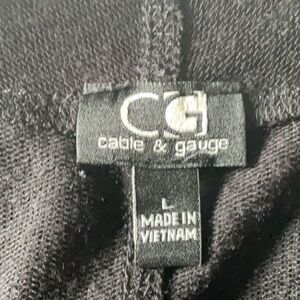 CG
cable & gauge
L
MADE IN
VIETNAM